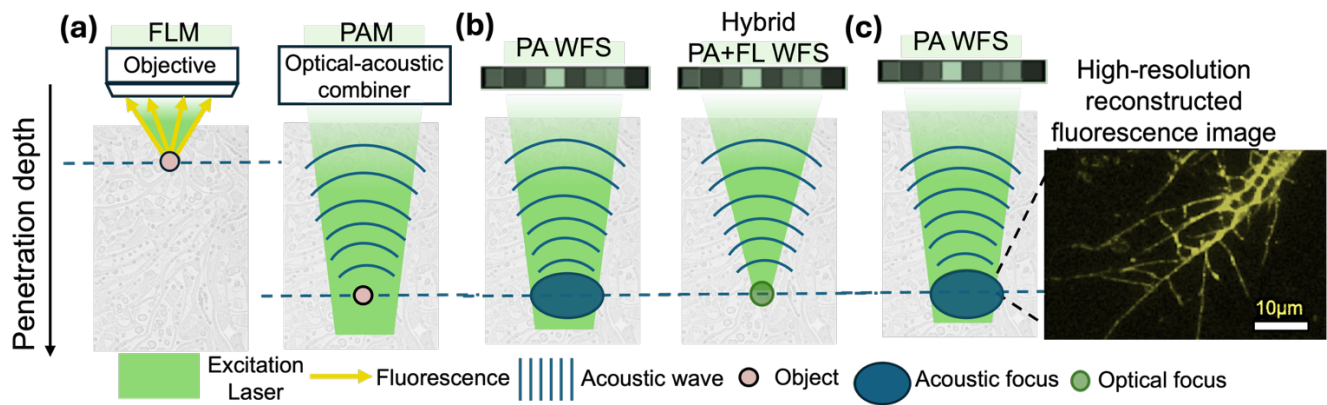 (a)
FLM
Objective
PAM
Optical-acoustic
combiner
(b)
PA WFS
Hybrid
PA+FL WFS
(c)
PA WFS
High-resolution
reconstructed
fluorescence image
Penetration depth
10μm
Excitation
Laser
Fluorescence
Acoustic wave
Object
Acoustic focus
Optical focus